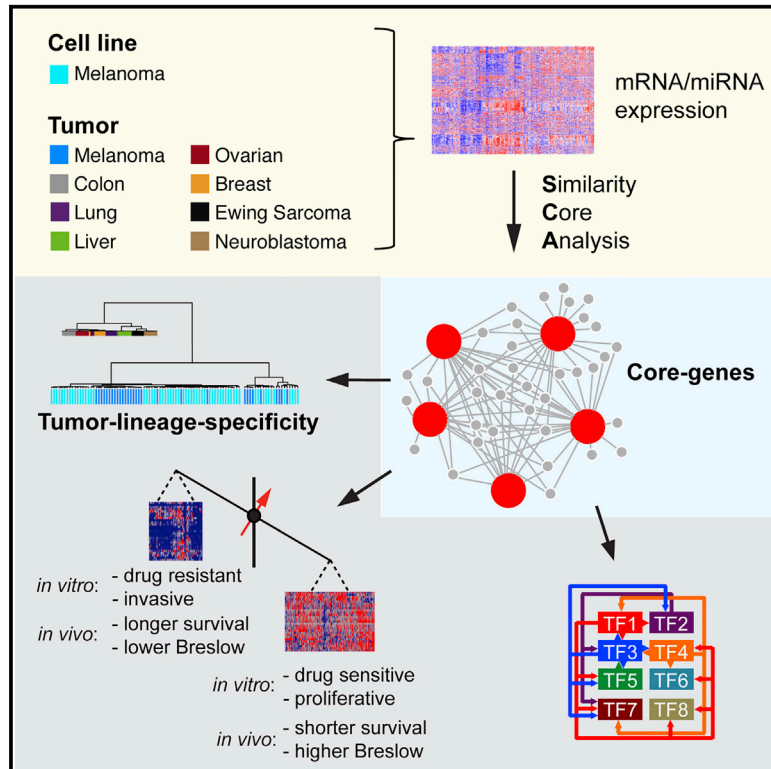 Cell line
Melanoma
Tumor
Melanoma
Ovarian
Colon
Breast
Lung
Ewing Sarcoma
Liver
Neuroblastoma
mRNA/miRNA
expression
Similarity
Core
Analysis
Tumor-lineage-specificity
Core-genes
in vitro: - drug resistant
- invasive
in vivo: - longer survival
- lower Breslow
in vitro: - drug sensitive
- proliferative
in vivo: - shorter survival
- higher Breslow
TF1 TF2
TF3 TF4
TF5 TF6
TF7 TF8